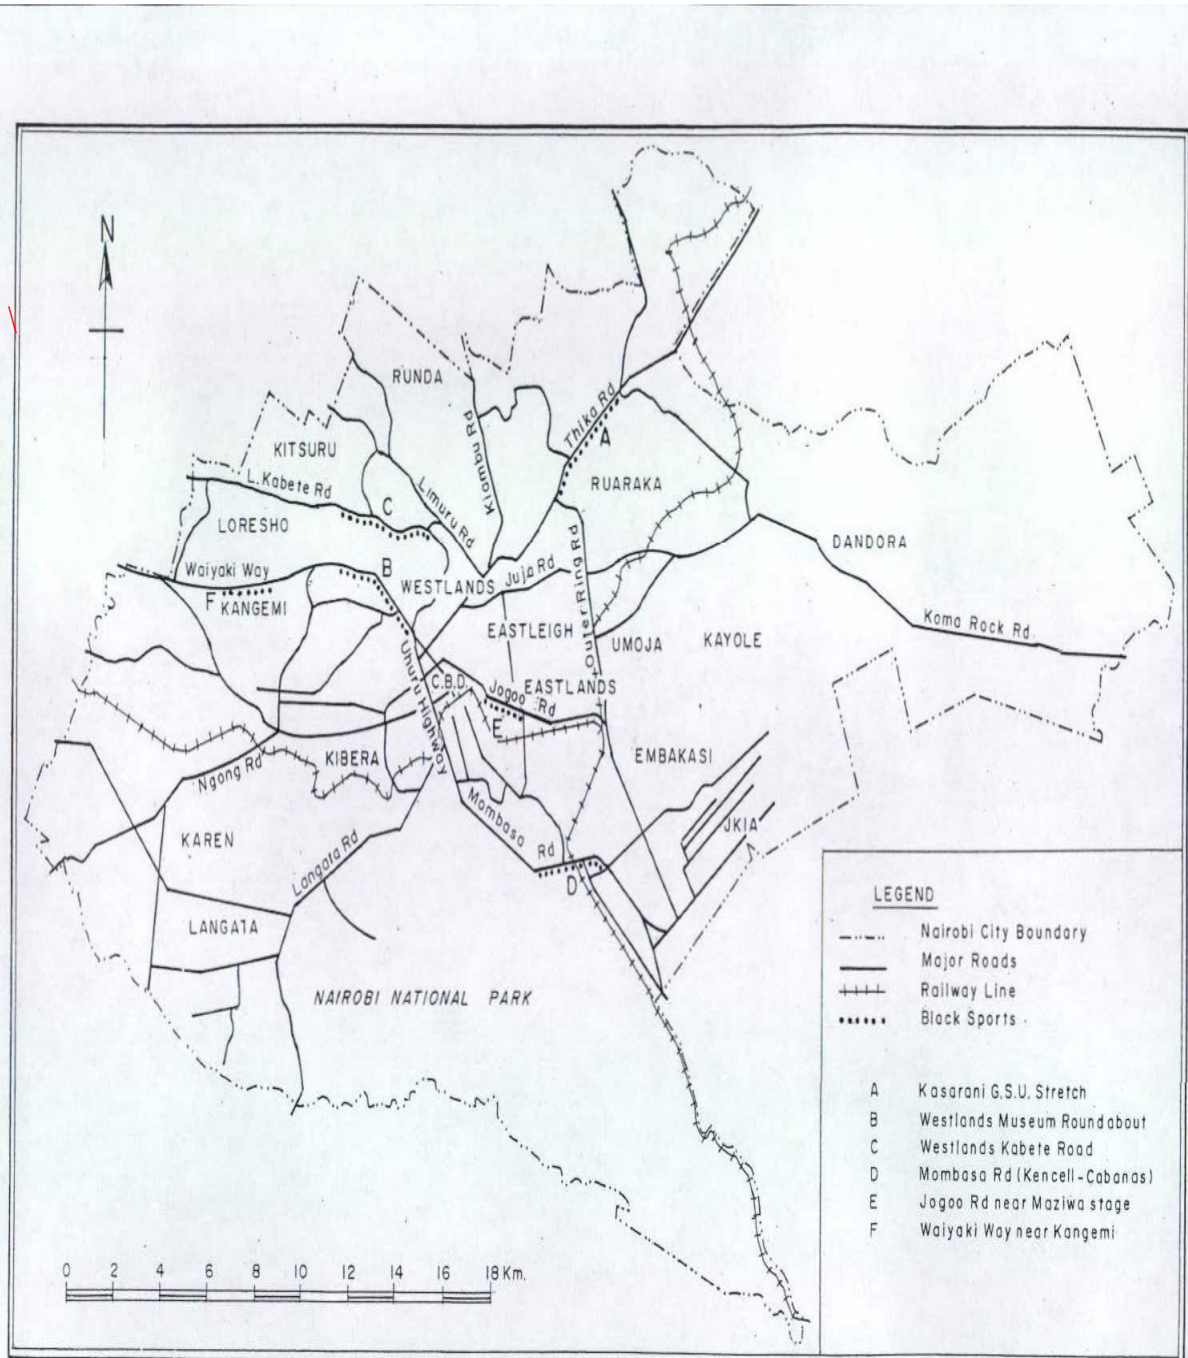 N
RUNDA
Thika Rd
A
Kiambu Rd
KITSURU
L. Kabete Rd
C
Limuru Rd
RUARAKA
LORESHO
DANDORA
Waiyaki Way
B
WESTLANDS
Juja Rd
Outer Ring Rd
F
KANGEMI
EASTLEIGH
UMOJA
KAYOLE
Koma Rock Rd.
Uhuru Highway
C.B.D.
Jogoo Rd
EASTLANDS
E
KIBERA
EMBAKASI
Ngong Rd
Mombasa Rd
JKIA
KAREN
Langata Rd
D
LANGATA
NAIROBI NATIONAL PARK
LEGEND
Nairobi City Boundary
Major Roads
Railway Line
Black Sports
A Kasarani G.S.U. Stretch
B Westlands Museum Roundabout
C Westlands Kabete Road
D Mombasa Rd (Kencell-Cabanas)
E Jogoo Rd near Maziwa stage
F Waiyaki Way near Kangemi
0 2 4 6 8 10 12 14 16 18 Km.